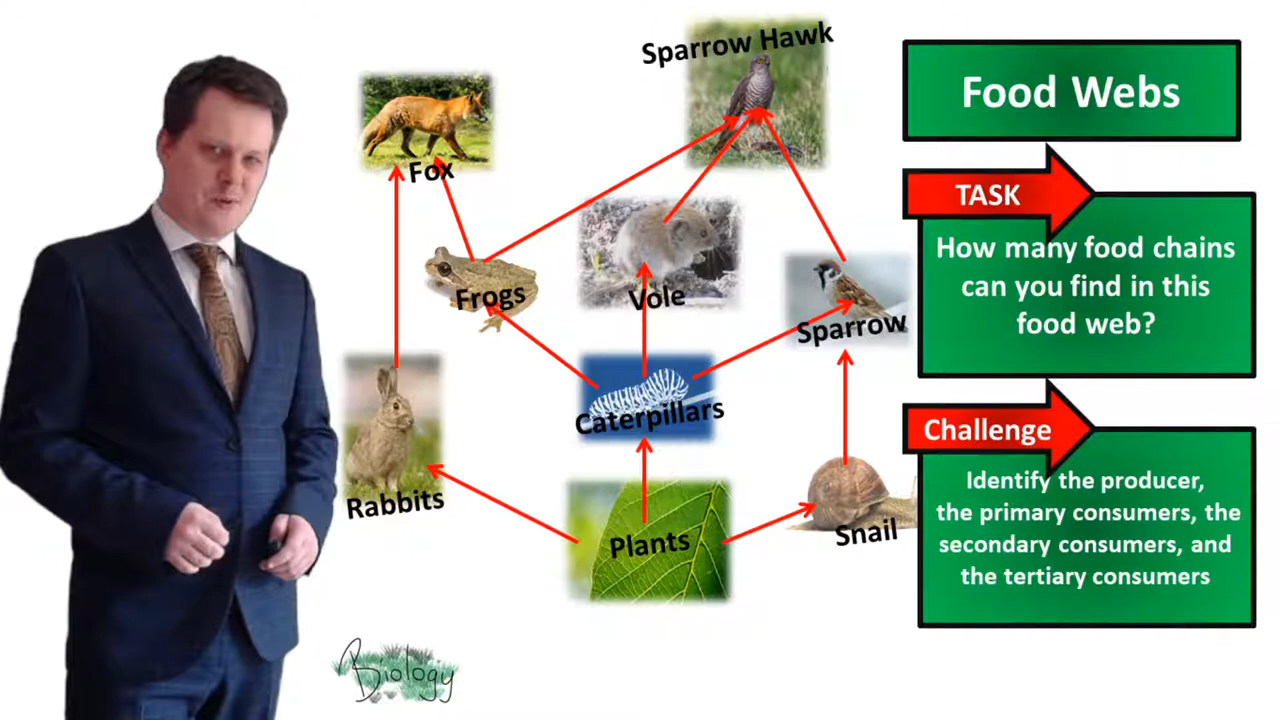 Sparrow Hawk
Fox
Frogs
Vole
Sparrow
Caterpillars
Rabbits
Plants
Snail
Biology
Food Webs
TASK
How many food chains
can you find in this
food web?
Challenge
Identify the producer,
the primary consumers, the
secondary consumers, and
the tertiary consumers